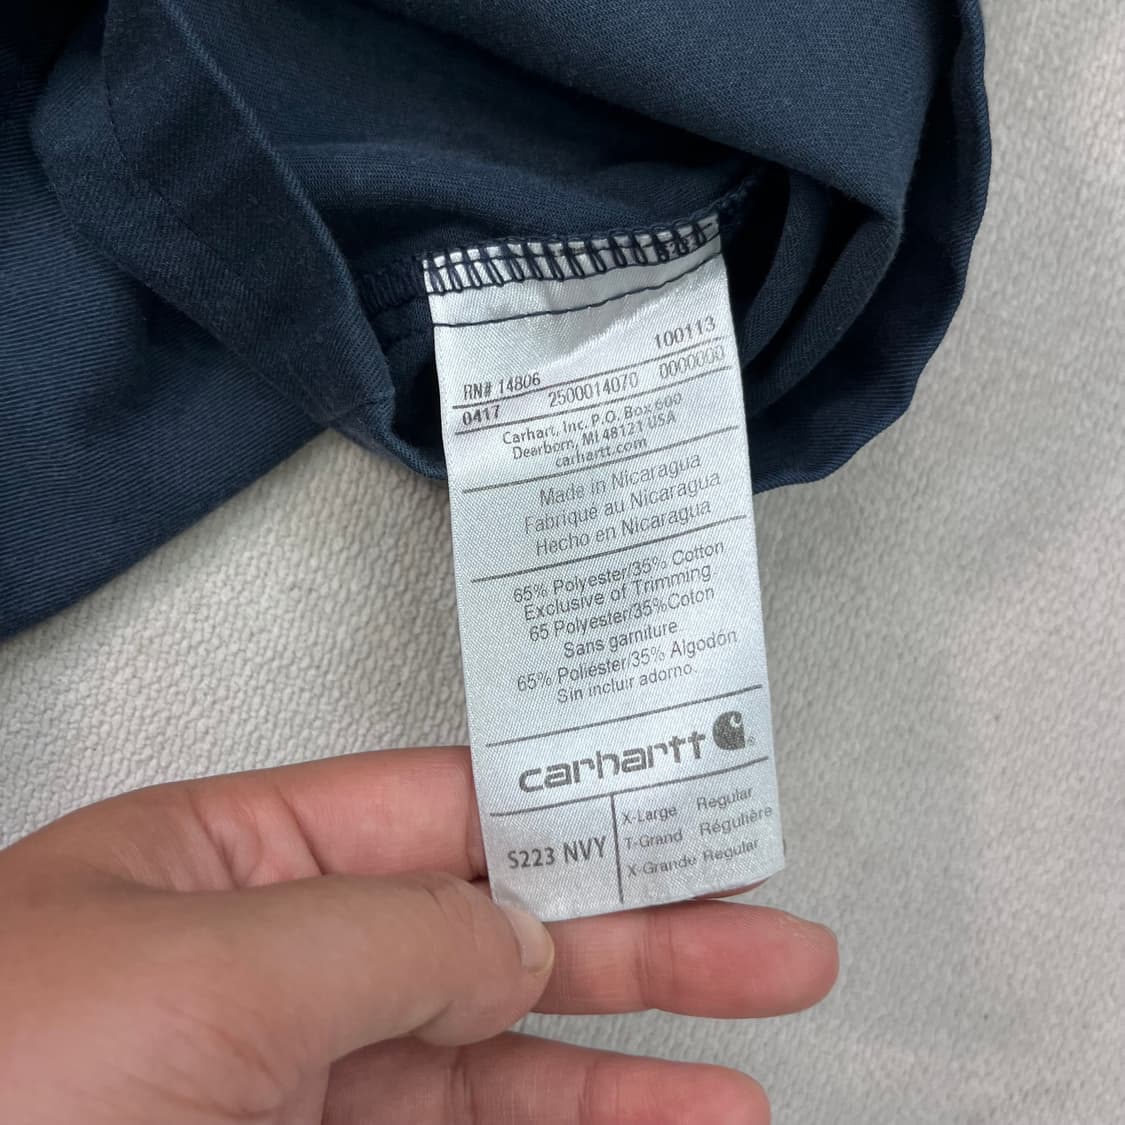 100113
RN# 14806
0417 2500014070 0000000
Carhart, Inc. P.O. Box 600
Dearborn, MI 48121 USA
carhartt.com
Made in Nicaragua
Fabriqué au Nicaragua
Hecho en Nicaragua
65% Polyester/35% Cotton
Exclusive of Trimming.
65 Polyester/35%Coton
Sans garniture
65% Poliester/35% Algodón
Sin incluir adorno.
carhartt
S223 NVY
X-Large Regular
T-Grand Régulière
X-Grande Regular